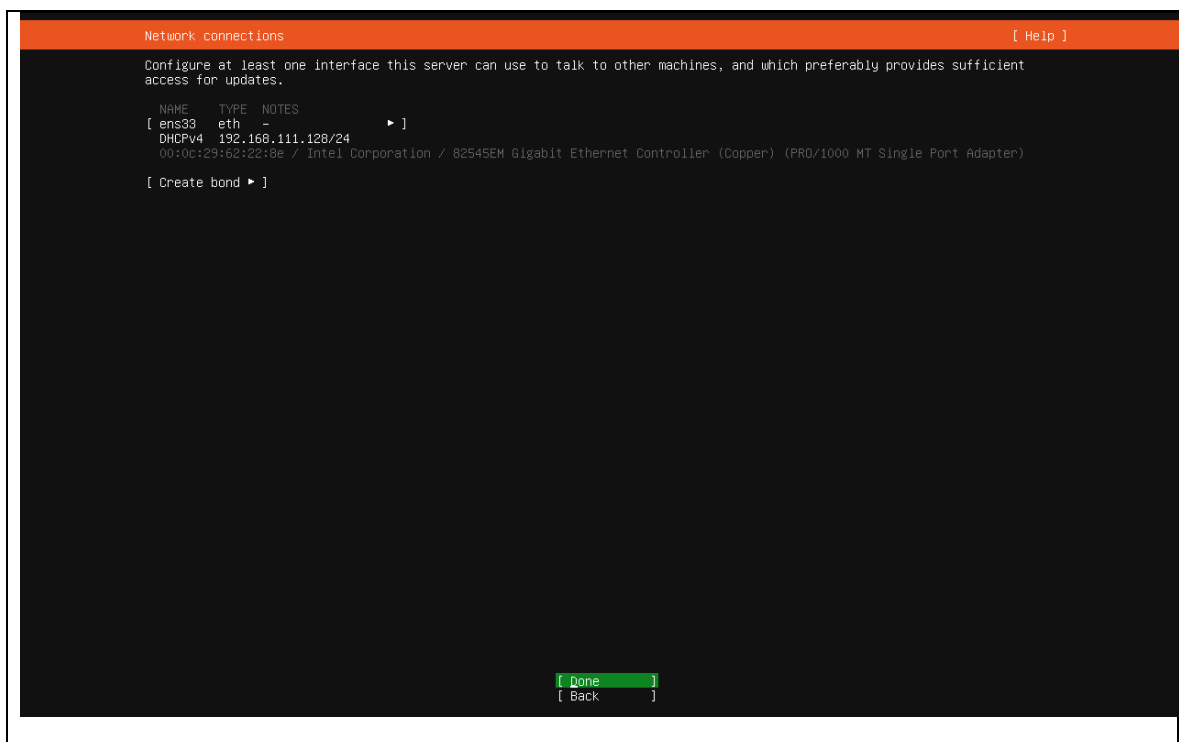 Network connections [ Help ]
Configure at least one interface this server can use to talk to other machines, and which preferably provides sufficient
access for updates.
NAME TYPE NOTES
[ ens33 eth - ▸ ]
DHCPv4 192.168.111.128/24
00:0c:29:62:22:8e / Intel Corporation / 82545EM Gigabit Ethernet Controller (Copper) (PRO/1000 MT Single Port Adapter)
[ Create bond ▸ ]
[ Done ]
[ Back ]